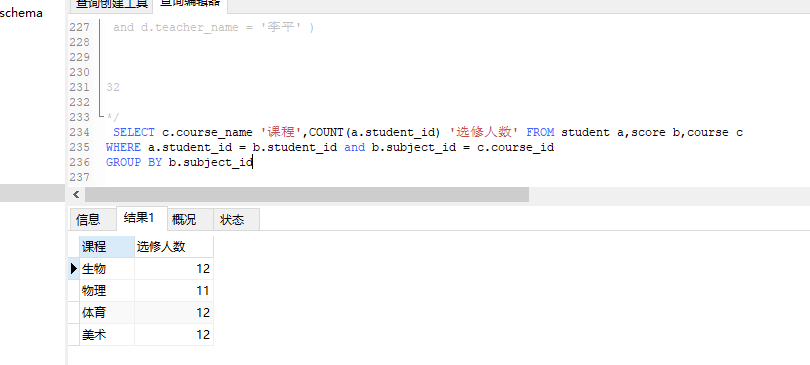 schema
查询创建工具 查询编辑器
227 and d.teacher_name = '李平' )
228
229
230
231 32
232
233 */
234 SELECT c.course_name '课程',COUNT(a.student_id) '选修人数' FROM student a,score b,course c
235 WHERE a.student_id = b.student_id and b.subject_id = c.course_id
236 GROUP BY b.subject_id
237
信息 结果1 概况 状态
课程 选修人数
生物 12
物理 11
体育 12
美术 12